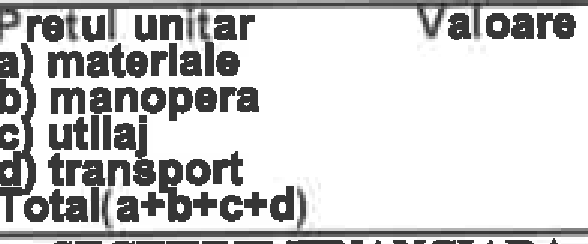 Pretul unitar Valoare
a) materiale
b) manopera
c) utilaj
d) transport
Total(a+b+c+d)